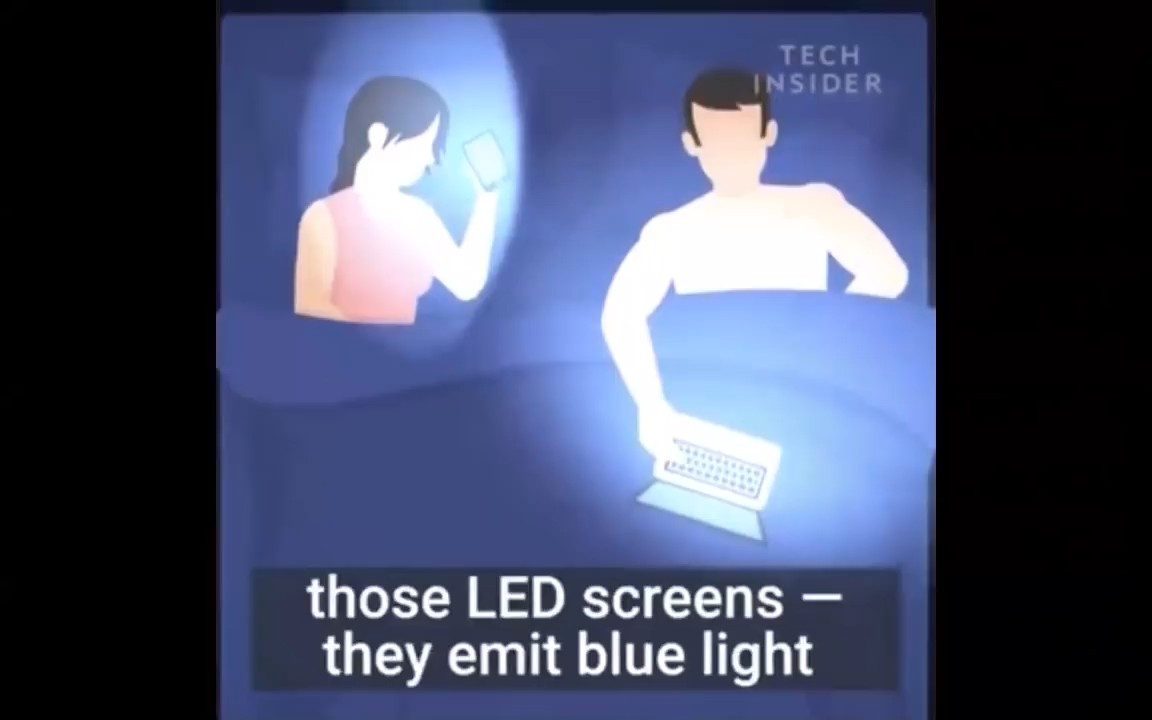 TECH
INSIDER
those LED screens —
they emit blue light